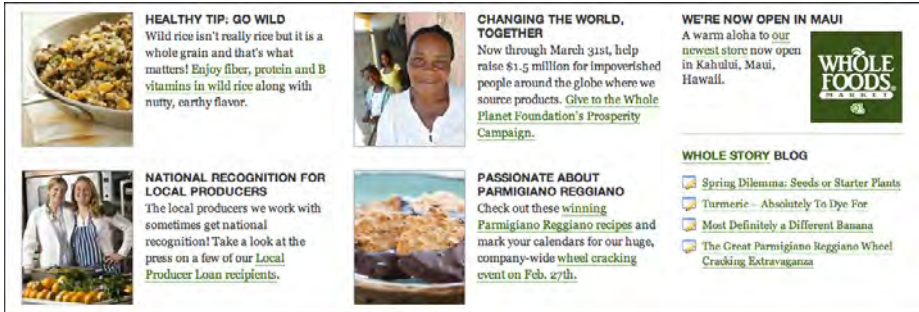 HEALTHY TIP: GO WILD
Wild rice isn't really rice but it is a
whole grain and that's what
matters! Enjoy fiber, protein and B
vitamins in wild rice along with
nutty, earthy flavor.
NATIONAL RECOGNITION FOR
LOCAL PRODUCERS
The local producers we work with
sometimes get national
recognition! Take a look at the
press on a few of our Local
Producer Loan recipients.
CHANGING THE WORLD,
TOGETHER
Now through March 31st, help
raise $1.5 million for impoverished
people around the globe where we
source products. Give to the Whole
Planet Foundation's Prosperity
Campaign.
PASSIONATE ABOUT
PARMIGIANO REGGIANO
Check out these winning
Parmigiano Reggiano recipes and
mark your calendars for our huge,
company-wide wheel cracking
event on Feb. 27th.
WE'RE NOW OPEN IN MAUI
A warm aloha to our
newest store now open
in Kahului, Maui,
Hawaii.
WHOLE
FOODS
MARKET
WHOLE STORY BLOG
Spring Dilemma: Seeds or Starter Plants
Turmeric – Absolutely To Dye For
Most Definitely a Different Banana
The Great Parmigiano Reggiano Wheel
Cracking Extravaganza